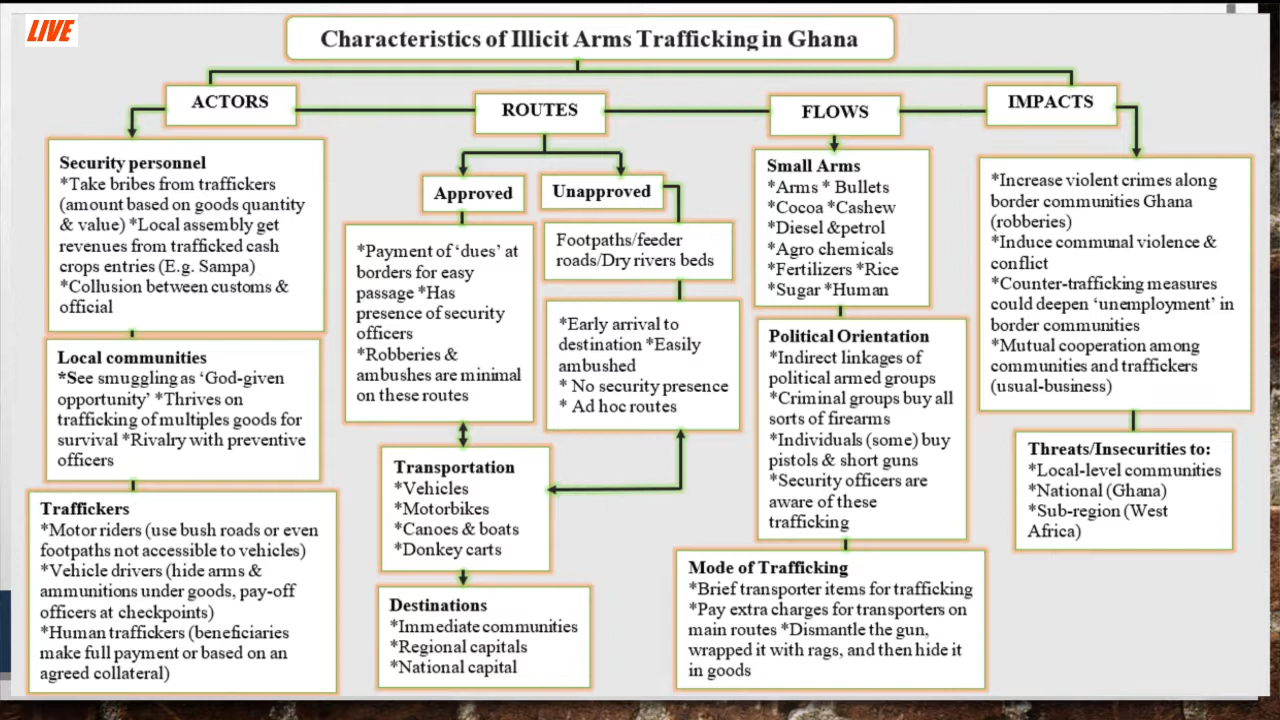 LIVE
Characteristics of Illicit Arms Trafficking in Ghana
ACTORS
ROUTES
FLOWS
IMPACTS
Security personnel
*Take bribes from traffickers
(amount based on goods quantity
& value) *Local assembly get
revenues from trafficked cash
crops entries (E.g. Sampa)
*Collusion between customs &
official
Local communities
*See smuggling as ‘God-given
opportunity’ *Thrives on
trafficking of multiples goods for
survival *Rivalry with preventive
officers
Traffickers
*Motor riders (use bush roads or even
footpaths not accessible to vehicles)
*Vehicle drivers (hide arms &
ammunitions under goods, pay-off
officers at checkpoints)
*Human traffickers (beneficiaries
make full payment or based on an
agreed collateral)
Approved
*Payment of ‘dues’ at
borders for easy
passage *Has
presence of security
officers
*Robberies &
ambushes are minimal
on these routes
Unapproved
Footpaths/feeder
roads/Dry rivers beds
*Early arrival to
destination *Easily
ambushed
* No security presence
* Ad hoc routes
Transportation
*Vehicles
*Motorbikes
*Canoes & boats
*Donkey carts
Destinations
*Immediate communities
*Regional capitals
*National capital
Small Arms
*Arms * Bullets
*Cocoa *Cashew
*Diesel &petrol
*Agro chemicals
*Fertilizers *Rice
*Sugar *Human
Political Orientation
*Indirect linkages of
political armed groups
*Criminal groups buy all
sorts of firearms
*Individuals (some) buy
pistols & short guns
*Security officers are
aware of these
trafficking
Mode of Trafficking
*Brief transporter items for trafficking
*Pay extra charges for transporters on
main routes *Dismantle the gun,
wrapped it with rags, and then hide it
in goods
*Increase violent crimes along
border communities Ghana
(robberies)
*Induce communal violence &
conflict
*Counter-trafficking measures
could deepen ‘unemployment’ in
border communities
*Mutual cooperation among
communities and traffickers
(usual-business)
Threats/Insecurities to:
*Local-level communities
*National (Ghana)
*Sub-region (West
Africa)